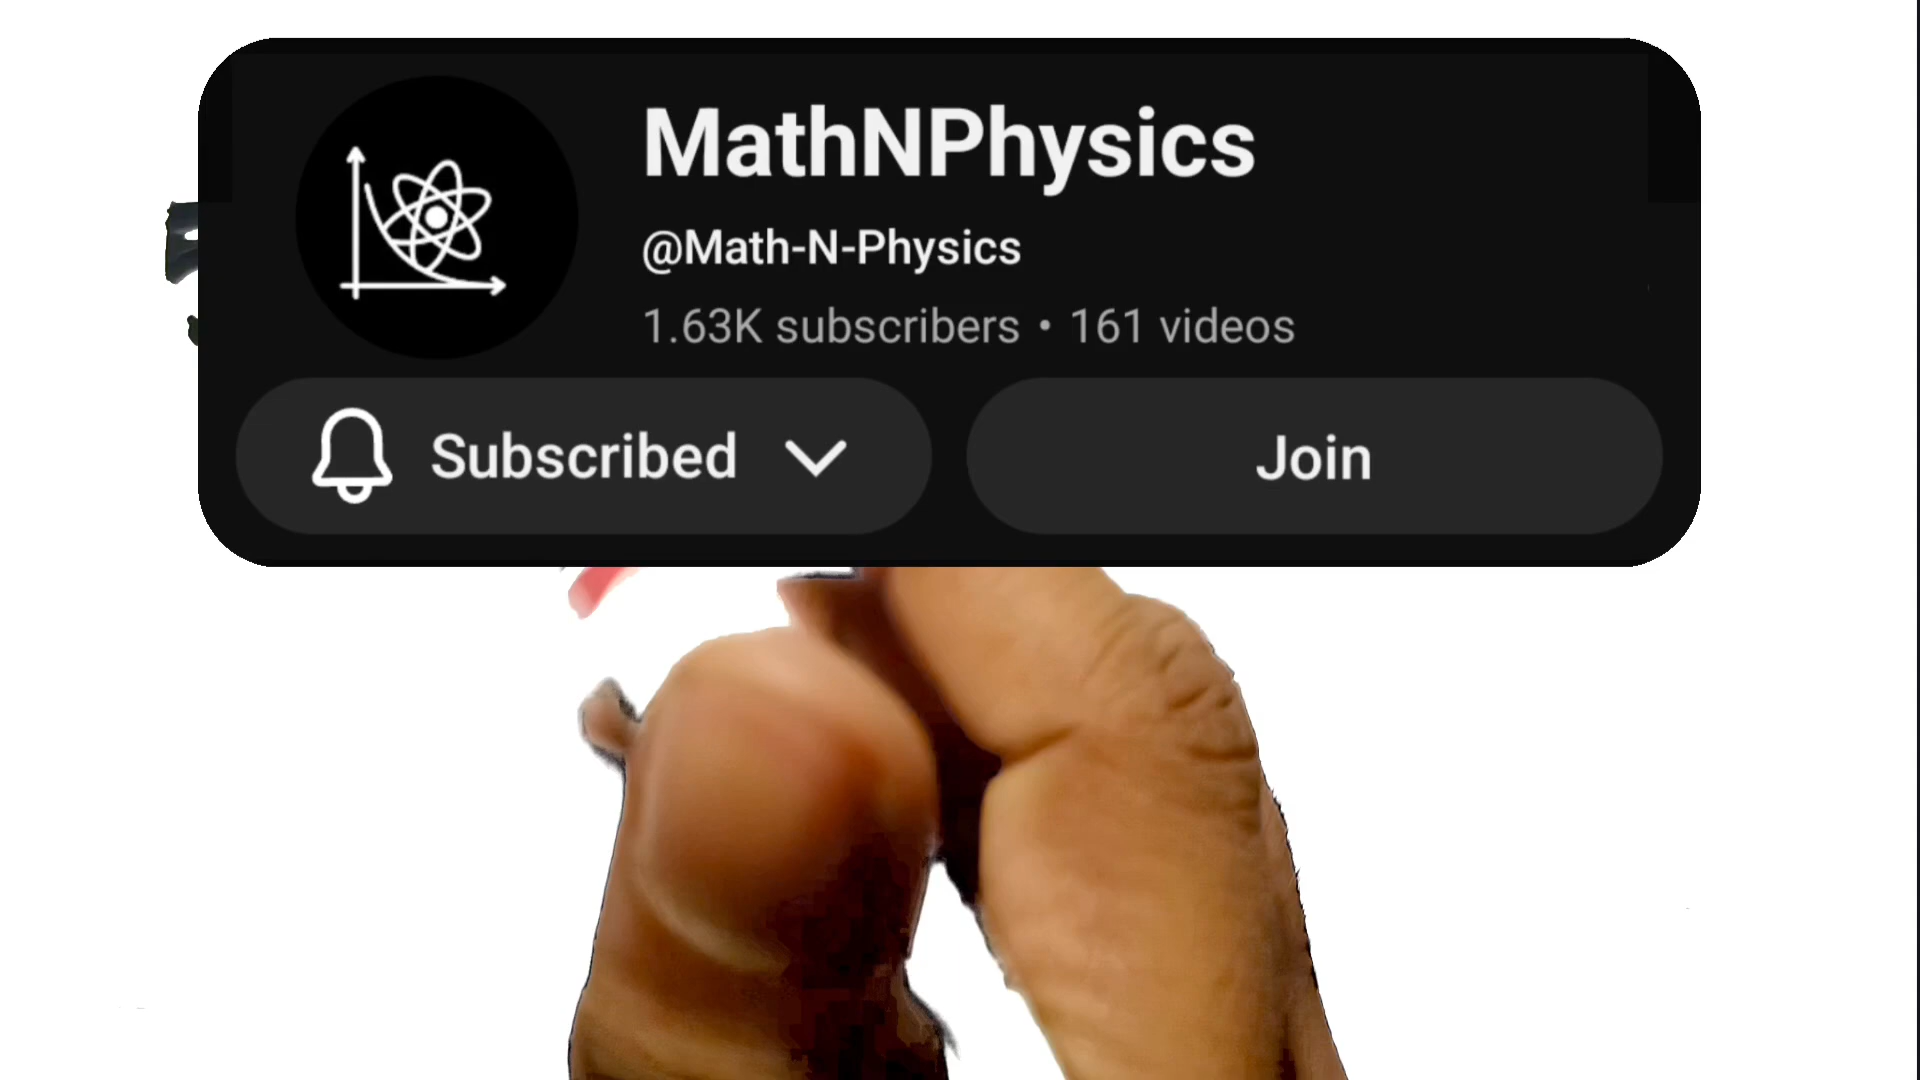 MathNPhysics
@Math-N-Physics
1.63K subscribers • 161 videos
Subscribed
Join